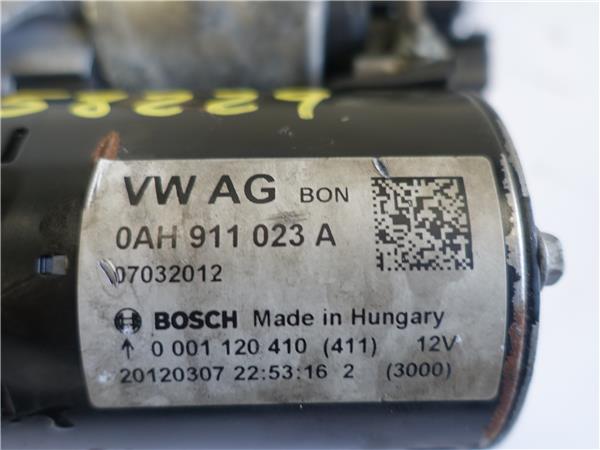 VW AG BON
0AH 911 023 A
07032012
BOSCH Made in Hungary
↑ 0 001 120 410 (411) 12V
20120307 22:53:16 2 (3000)